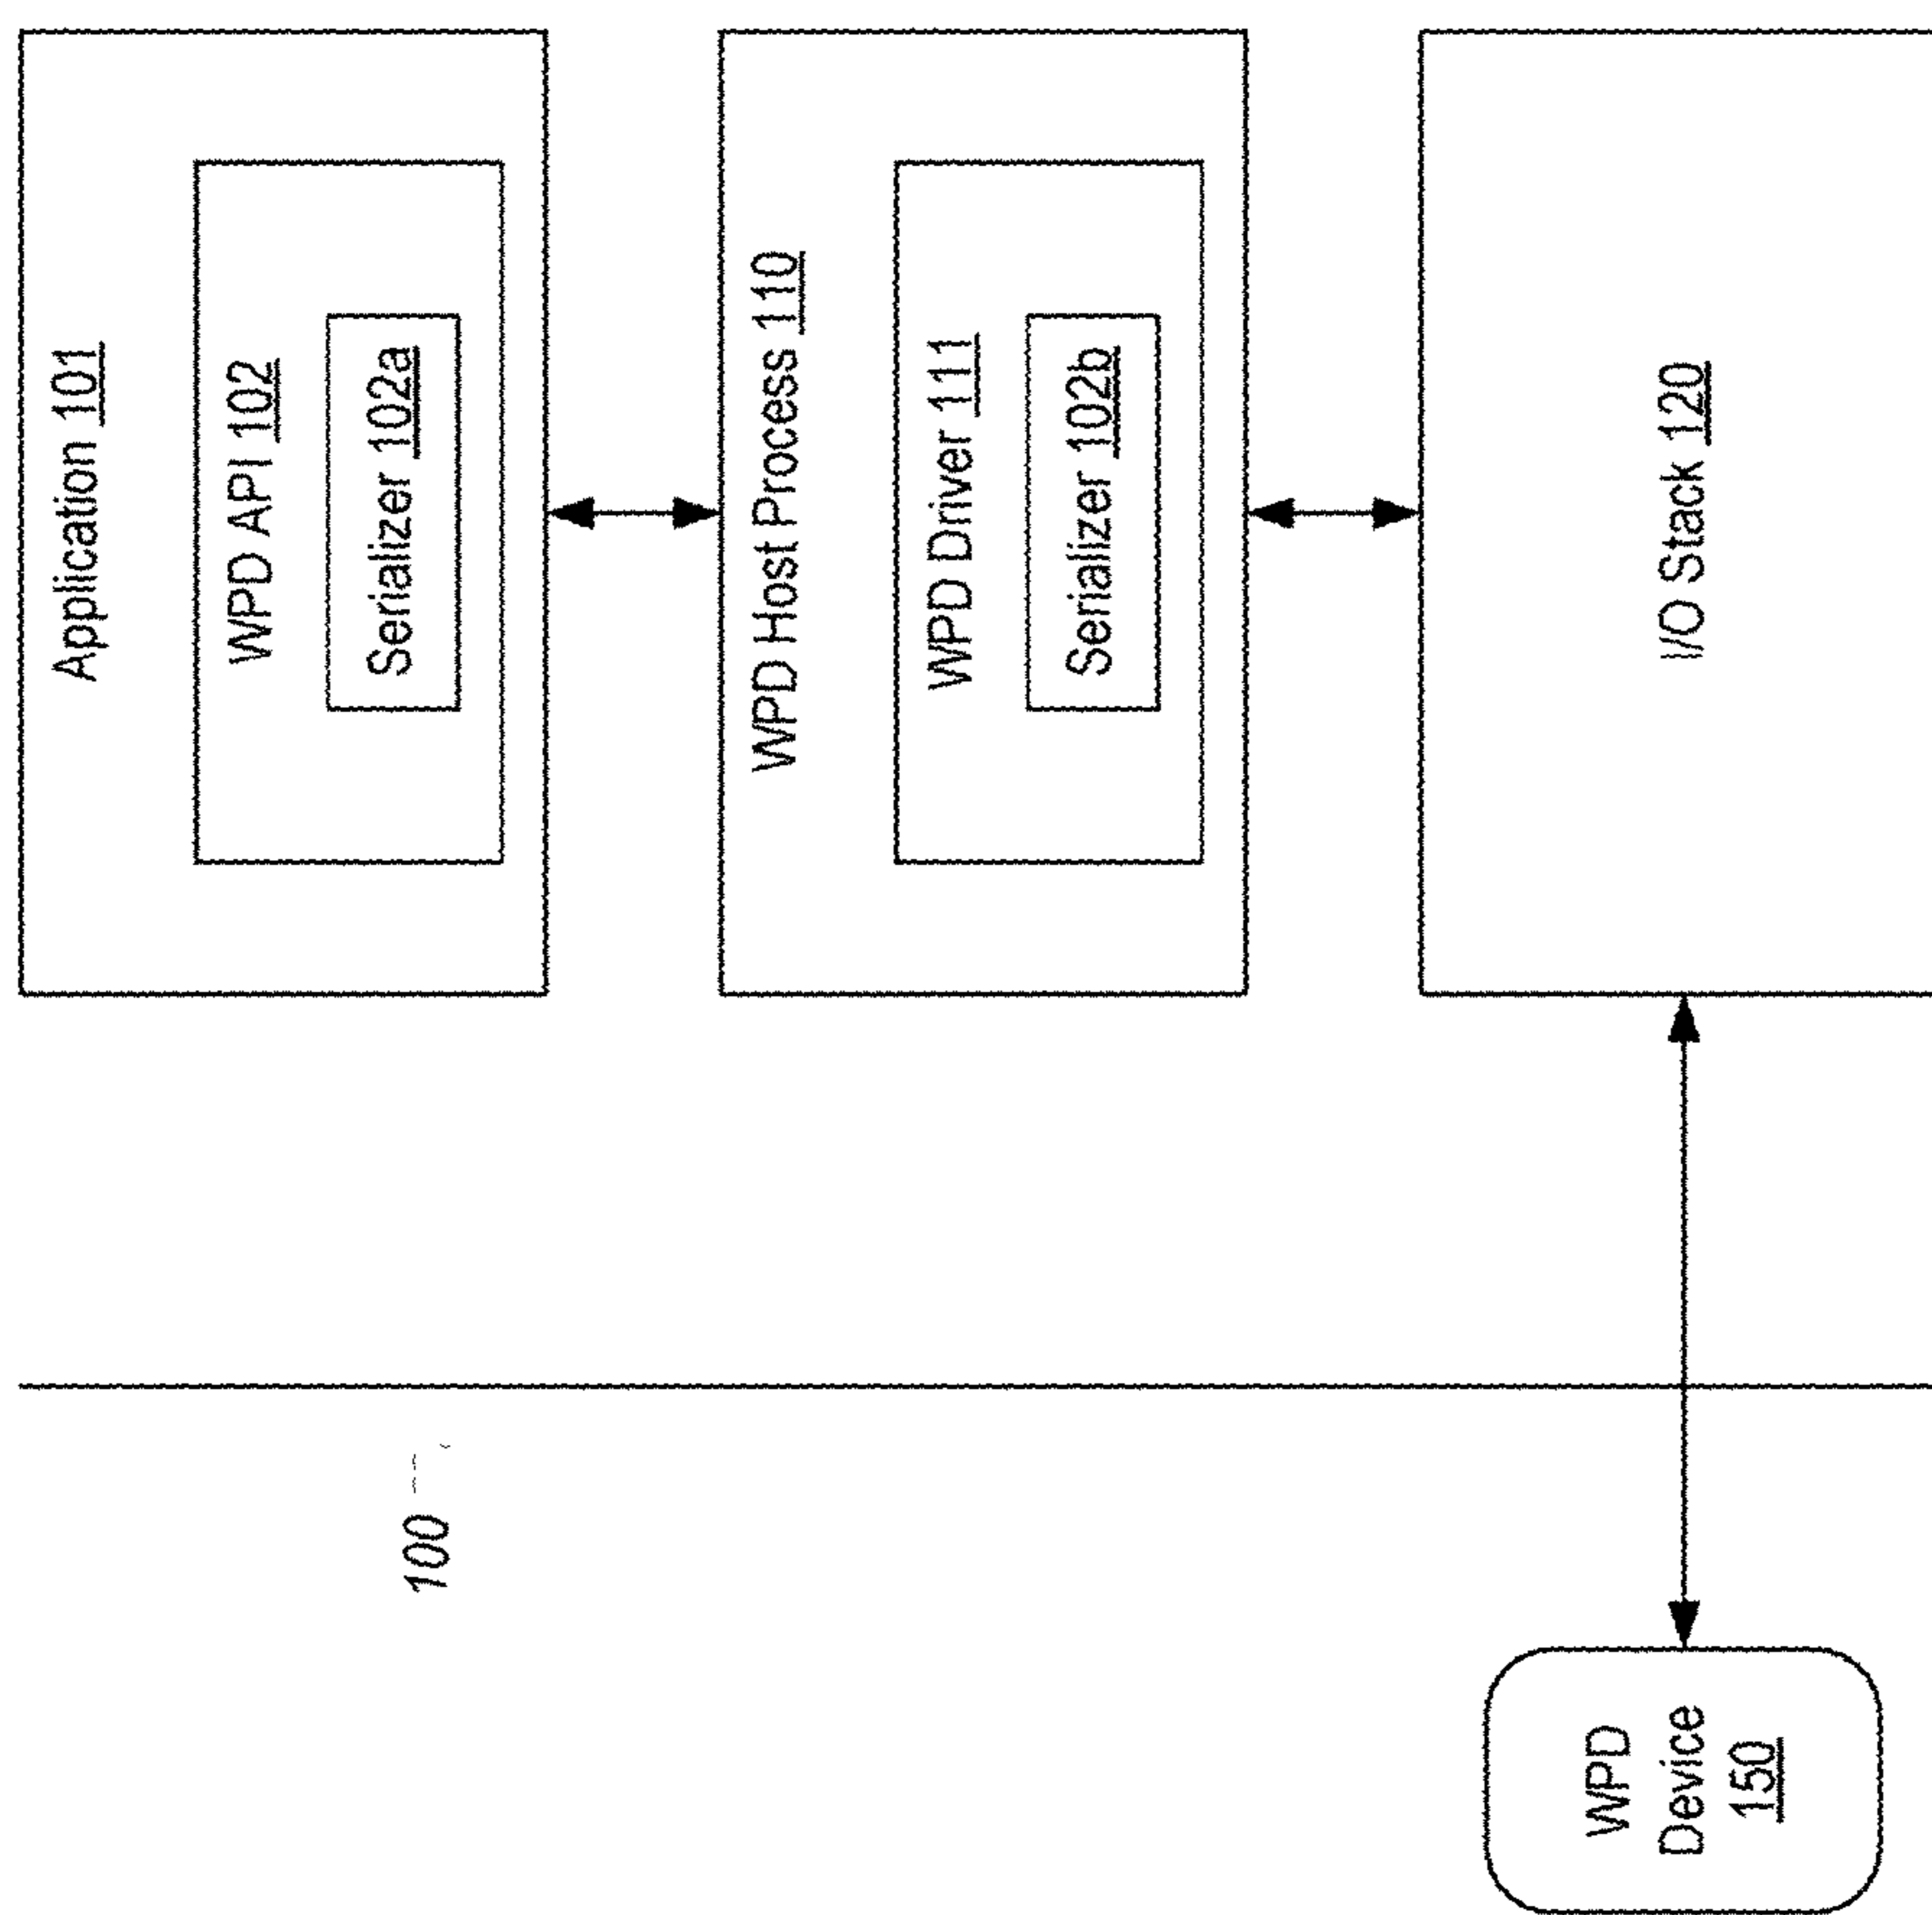 Application 101
WPD API 102
Serializer 102a
WPD Host Process 110
WPD Driver 111
Serializer 102b
I/O Stack 120
100
WPD
Device
150